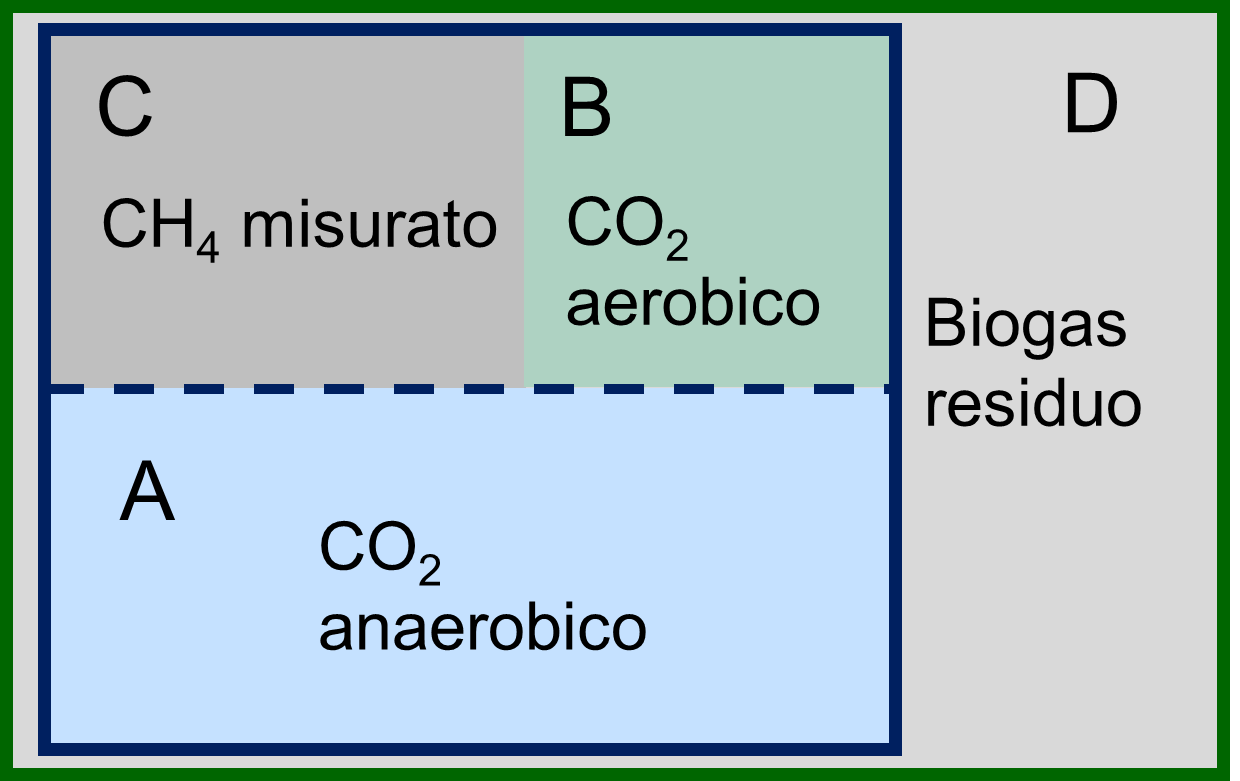 C
CH₄ misurato
B
CO₂
aerobico
D
Biogas
residuo
A
CO₂
anaerobico